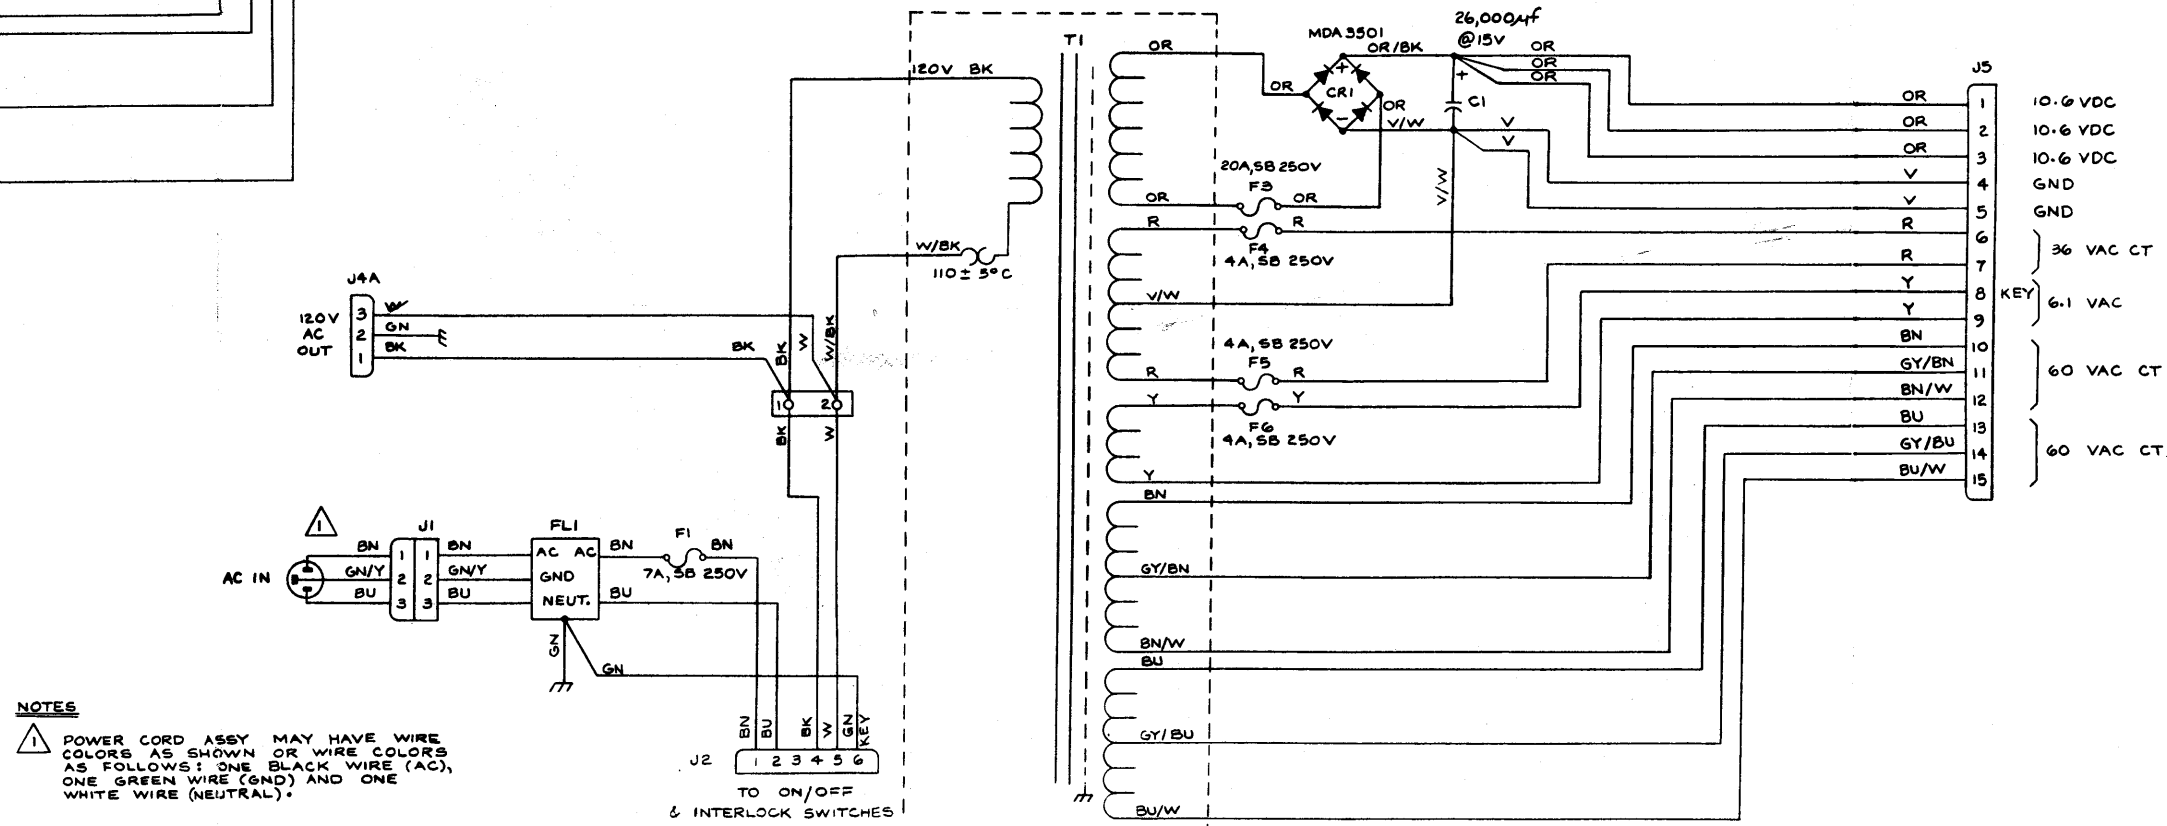 26,000µf
@15V
MDA 3501
T1
OR
OR/BK
OR
OR
OR
J5
120V BK
OR
CR1
+
-
+
C1
OR
V/W
V
V
OR 1 10.6 VDC
OR 2 10.6 VDC
OR 3 10.6 VDC
V 4 GND
V 5 GND
R 6
R 7
36 VAC CT
Y 8 KEY
Y 9
6.1 VAC
BN 10
GY/BN 11
BN/W 12
60 VAC CT
BU 13
GY/BU 14
BU/W 15
60 VAC CT
20A,SB 250V
F3
OR
OR
V/W
R
R
F4
4A,SB 250V
W/BK
110 ± 5°C
V/W
4A,SB 250V
F5
R
R
Y
Y
F6
4A,SB 250V
Y
BN
GY/BN
BN/W
BU
GY/BU
BU/W
J4A
120V
AC
OUT
3 W
2 GN
1 BK
BK
BK
W
W/BK
1
2
BK
W
1
J1
FL1
F1
AC IN
BN 1 1 BN AC AC BN BN
GN/Y 2 2 GN/Y GND 7A,SB 250V
BU 3 3 BU NEUT. BU
GN
GN
BN BU BK W GN KEY
J2 1 2 3 4 5 6
TO ON/OFF
& INTERLOCK SWITCHES
NOTES
1 POWER CORD ASSY MAY HAVE WIRE
COLORS AS SHOWN OR WIRE COLORS
AS FOLLOWS: ONE BLACK WIRE (AC),
ONE GREEN WIRE (GND) AND ONE
WHITE WIRE (NEUTRAL).